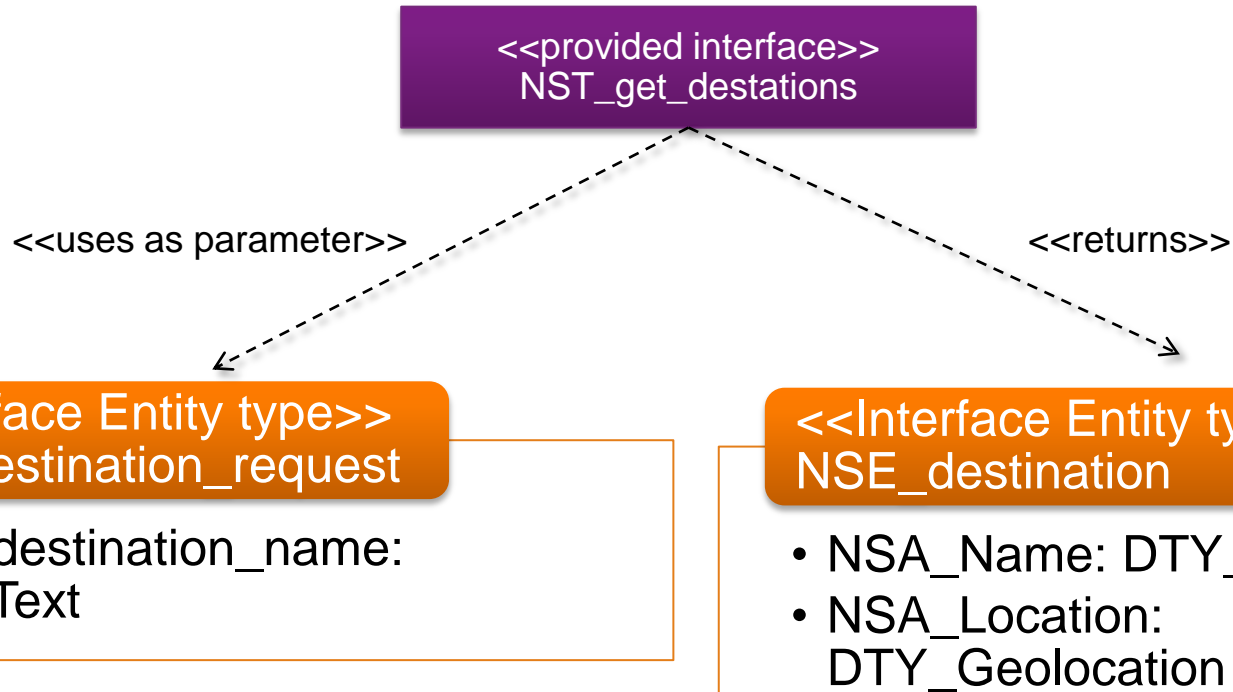 <<provided interface>>
NST_get_destations
<<uses as parameter>>
<<returns>>
face Entity type>>
estination_request
destination_name:
Text
<<Interface Entity ty
NSE_destination
• NSA_Name: DTY_
• NSA_Location:
DTY_Geolocation